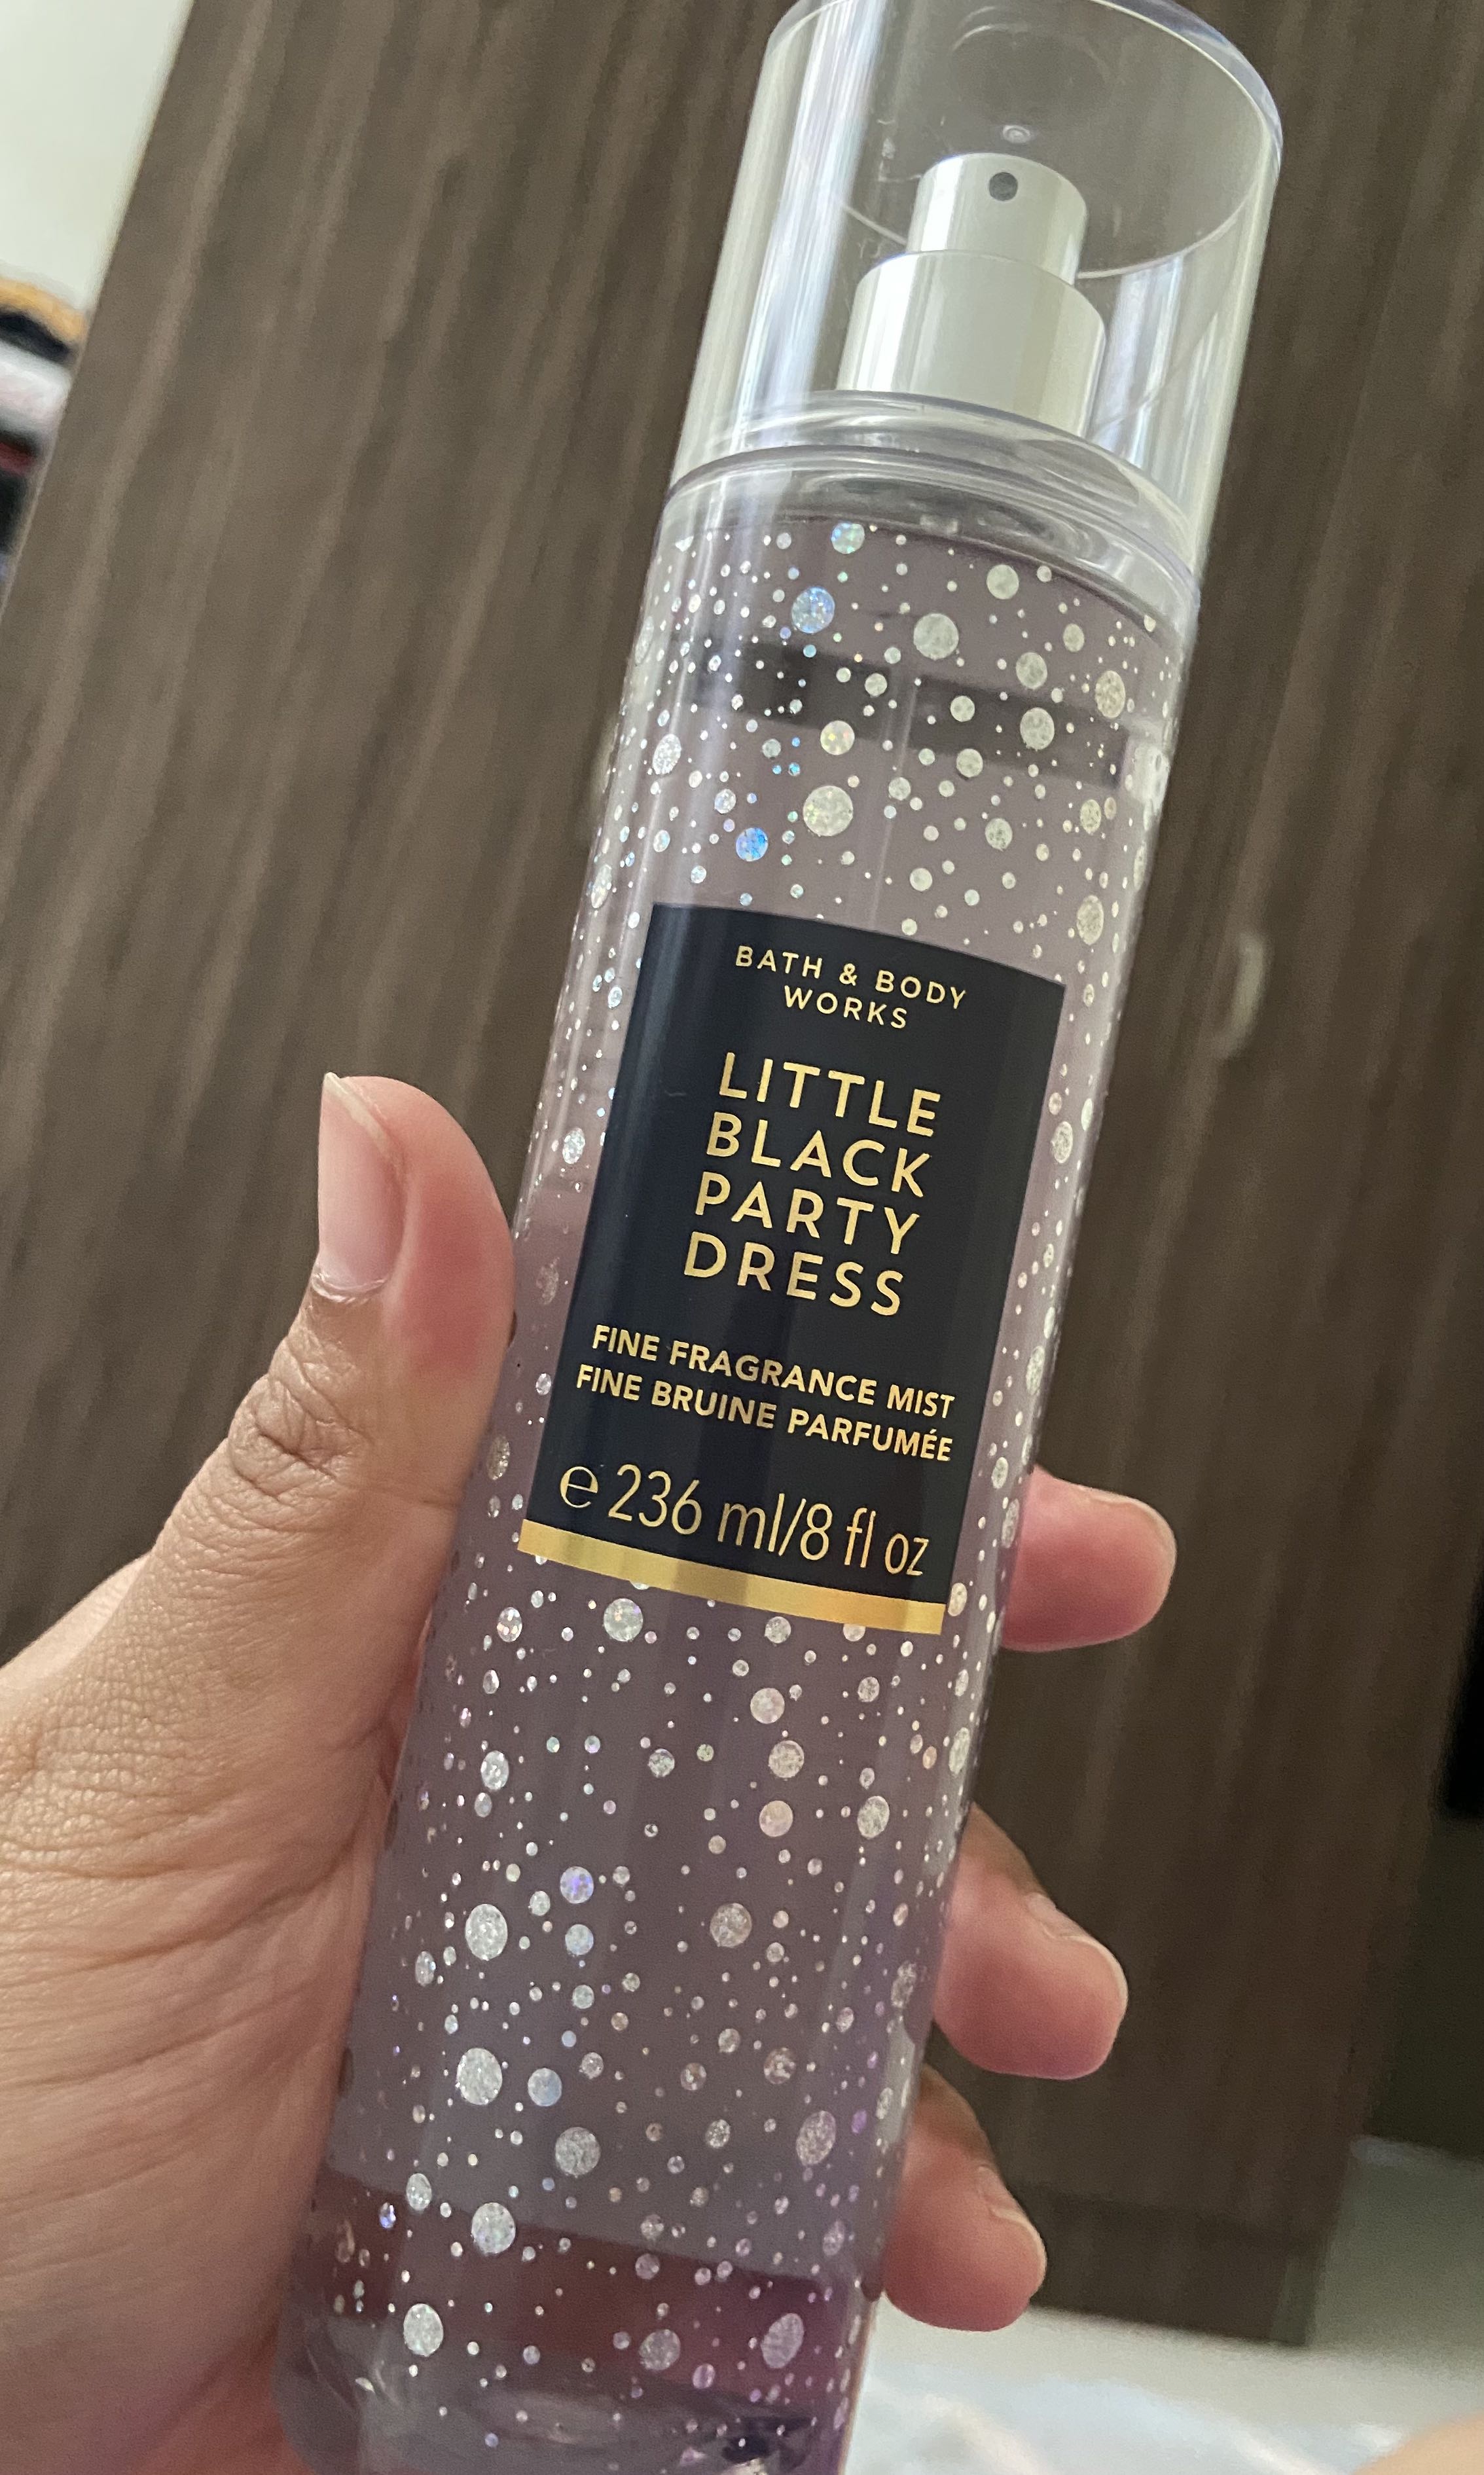 BATH & BODY
WORKS
LITTLE
BLACK
PARTY
DRESS
FINE FRAGRANCE MIST
FINE BRUINE PARFUMÉE
℮ 236 ml/8 fl oz